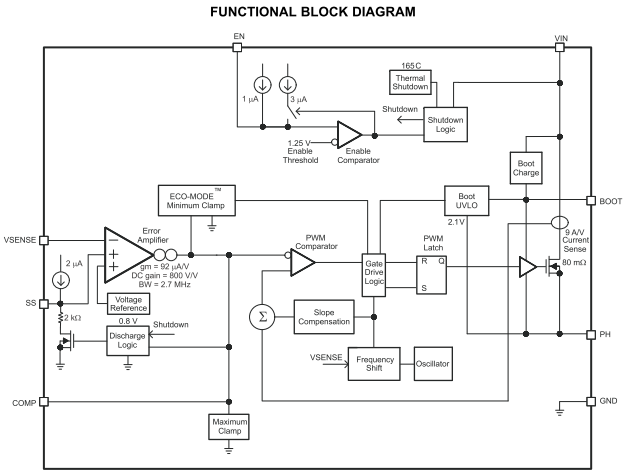 FUNCTIONAL BLOCK DIAGRAM
EN
VIN
165C
Thermal
Shutdown
1 µA
3 µA
Shutdown
Shutdown
Logic
1.25 V
Enable
Threshold
Enable
Comparator
Boot
Charge
ECO-MODE™
Minimum Clamp
Boot
UVLO
BOOT
2.1V
Error
Amplifier
PWM
Comparator
PWM
Latch
9 A/V
Current
Sense
VSENSE
gm = 92 µA/V
DC gain = 800 V/V
BW = 2.7 MHz
Gate
Drive
Logic
R Q
S
80 mΩ
2 µA
SS
Voltage
Reference
2 kΩ
0.8 V
Shutdown
Discharge
Logic
Σ
Slope
Compensation
PH
VSENSE
Frequency
Shift
Oscillator
COMP
GND
Maximum
Clamp